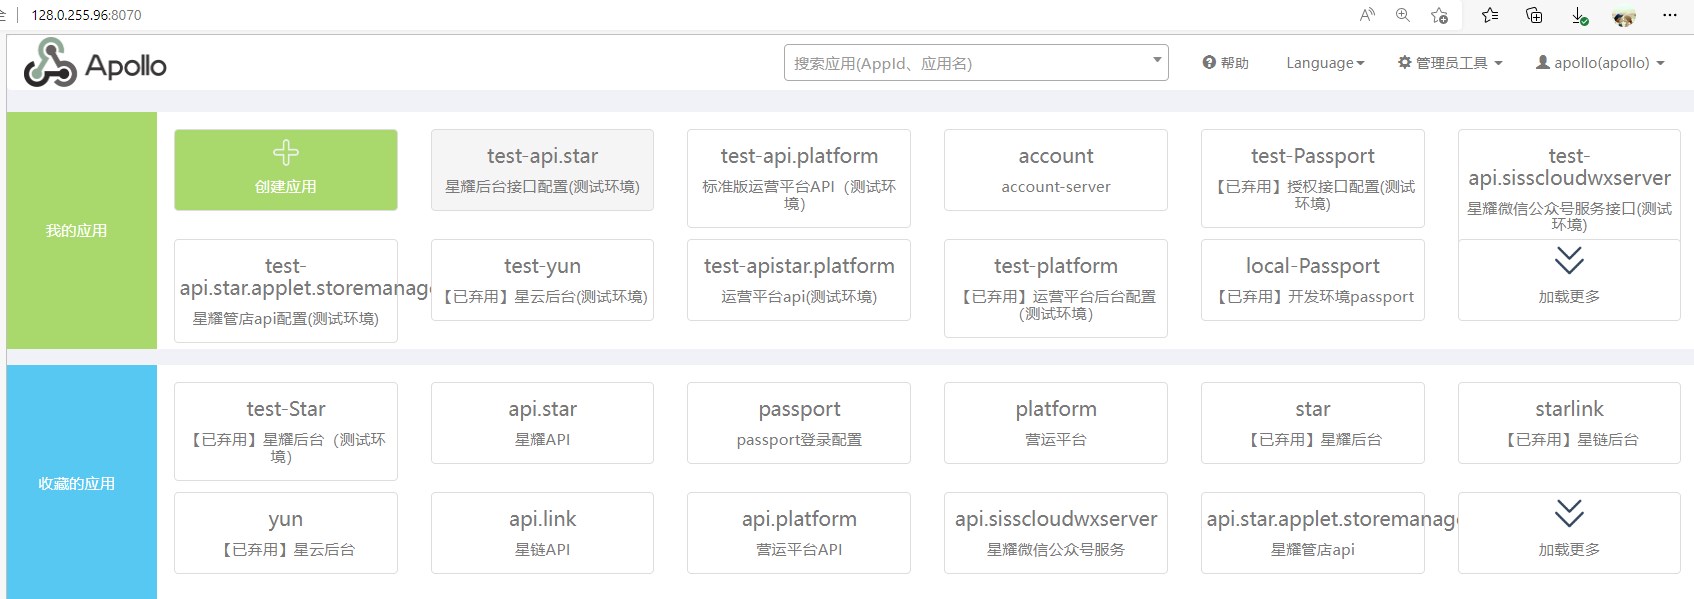 全
128.0.255.96:8070
Apollo
搜索应用(AppId、应用名)
帮助
Language
管理员工具
apollo(apollo)
我的应用
创建应用
test-api.star
星耀后台接口配置(测试环境)
test-api.platform
标准版运营平台API（测试环
境)
account
account-server
test-Passport
【已弃用】授权接口配置(测试
环境)
test-
api.sisscloudwxserver
星耀微信公众号服务接口(测试
环境)
test-
api.star.applet.storemanage
星耀管店api配置(测试环境)
test-yun
【已弃用】星云后台(测试环境)
test-apistar.platform
运营平台api(测试环境)
test-platform
【已弃用】运营平台后台配置
(测试环境）
local-Passport
【已弃用】开发环境passport
加载更多
收藏的应用
test-Star
【已弃用】星耀后台（测试环
境）
api.star
星耀API
passport
passport登录配置
platform
营运平台
star
【已弃用】星耀后台
starlink
【已弃用】星链后台
yun
【已弃用】星云后台
api.link
星链API
api.platform
营运平台API
api.sisscloudwxserver
星耀微信公众号服务
api.star.applet.storemanage
星耀管店api
加载更多